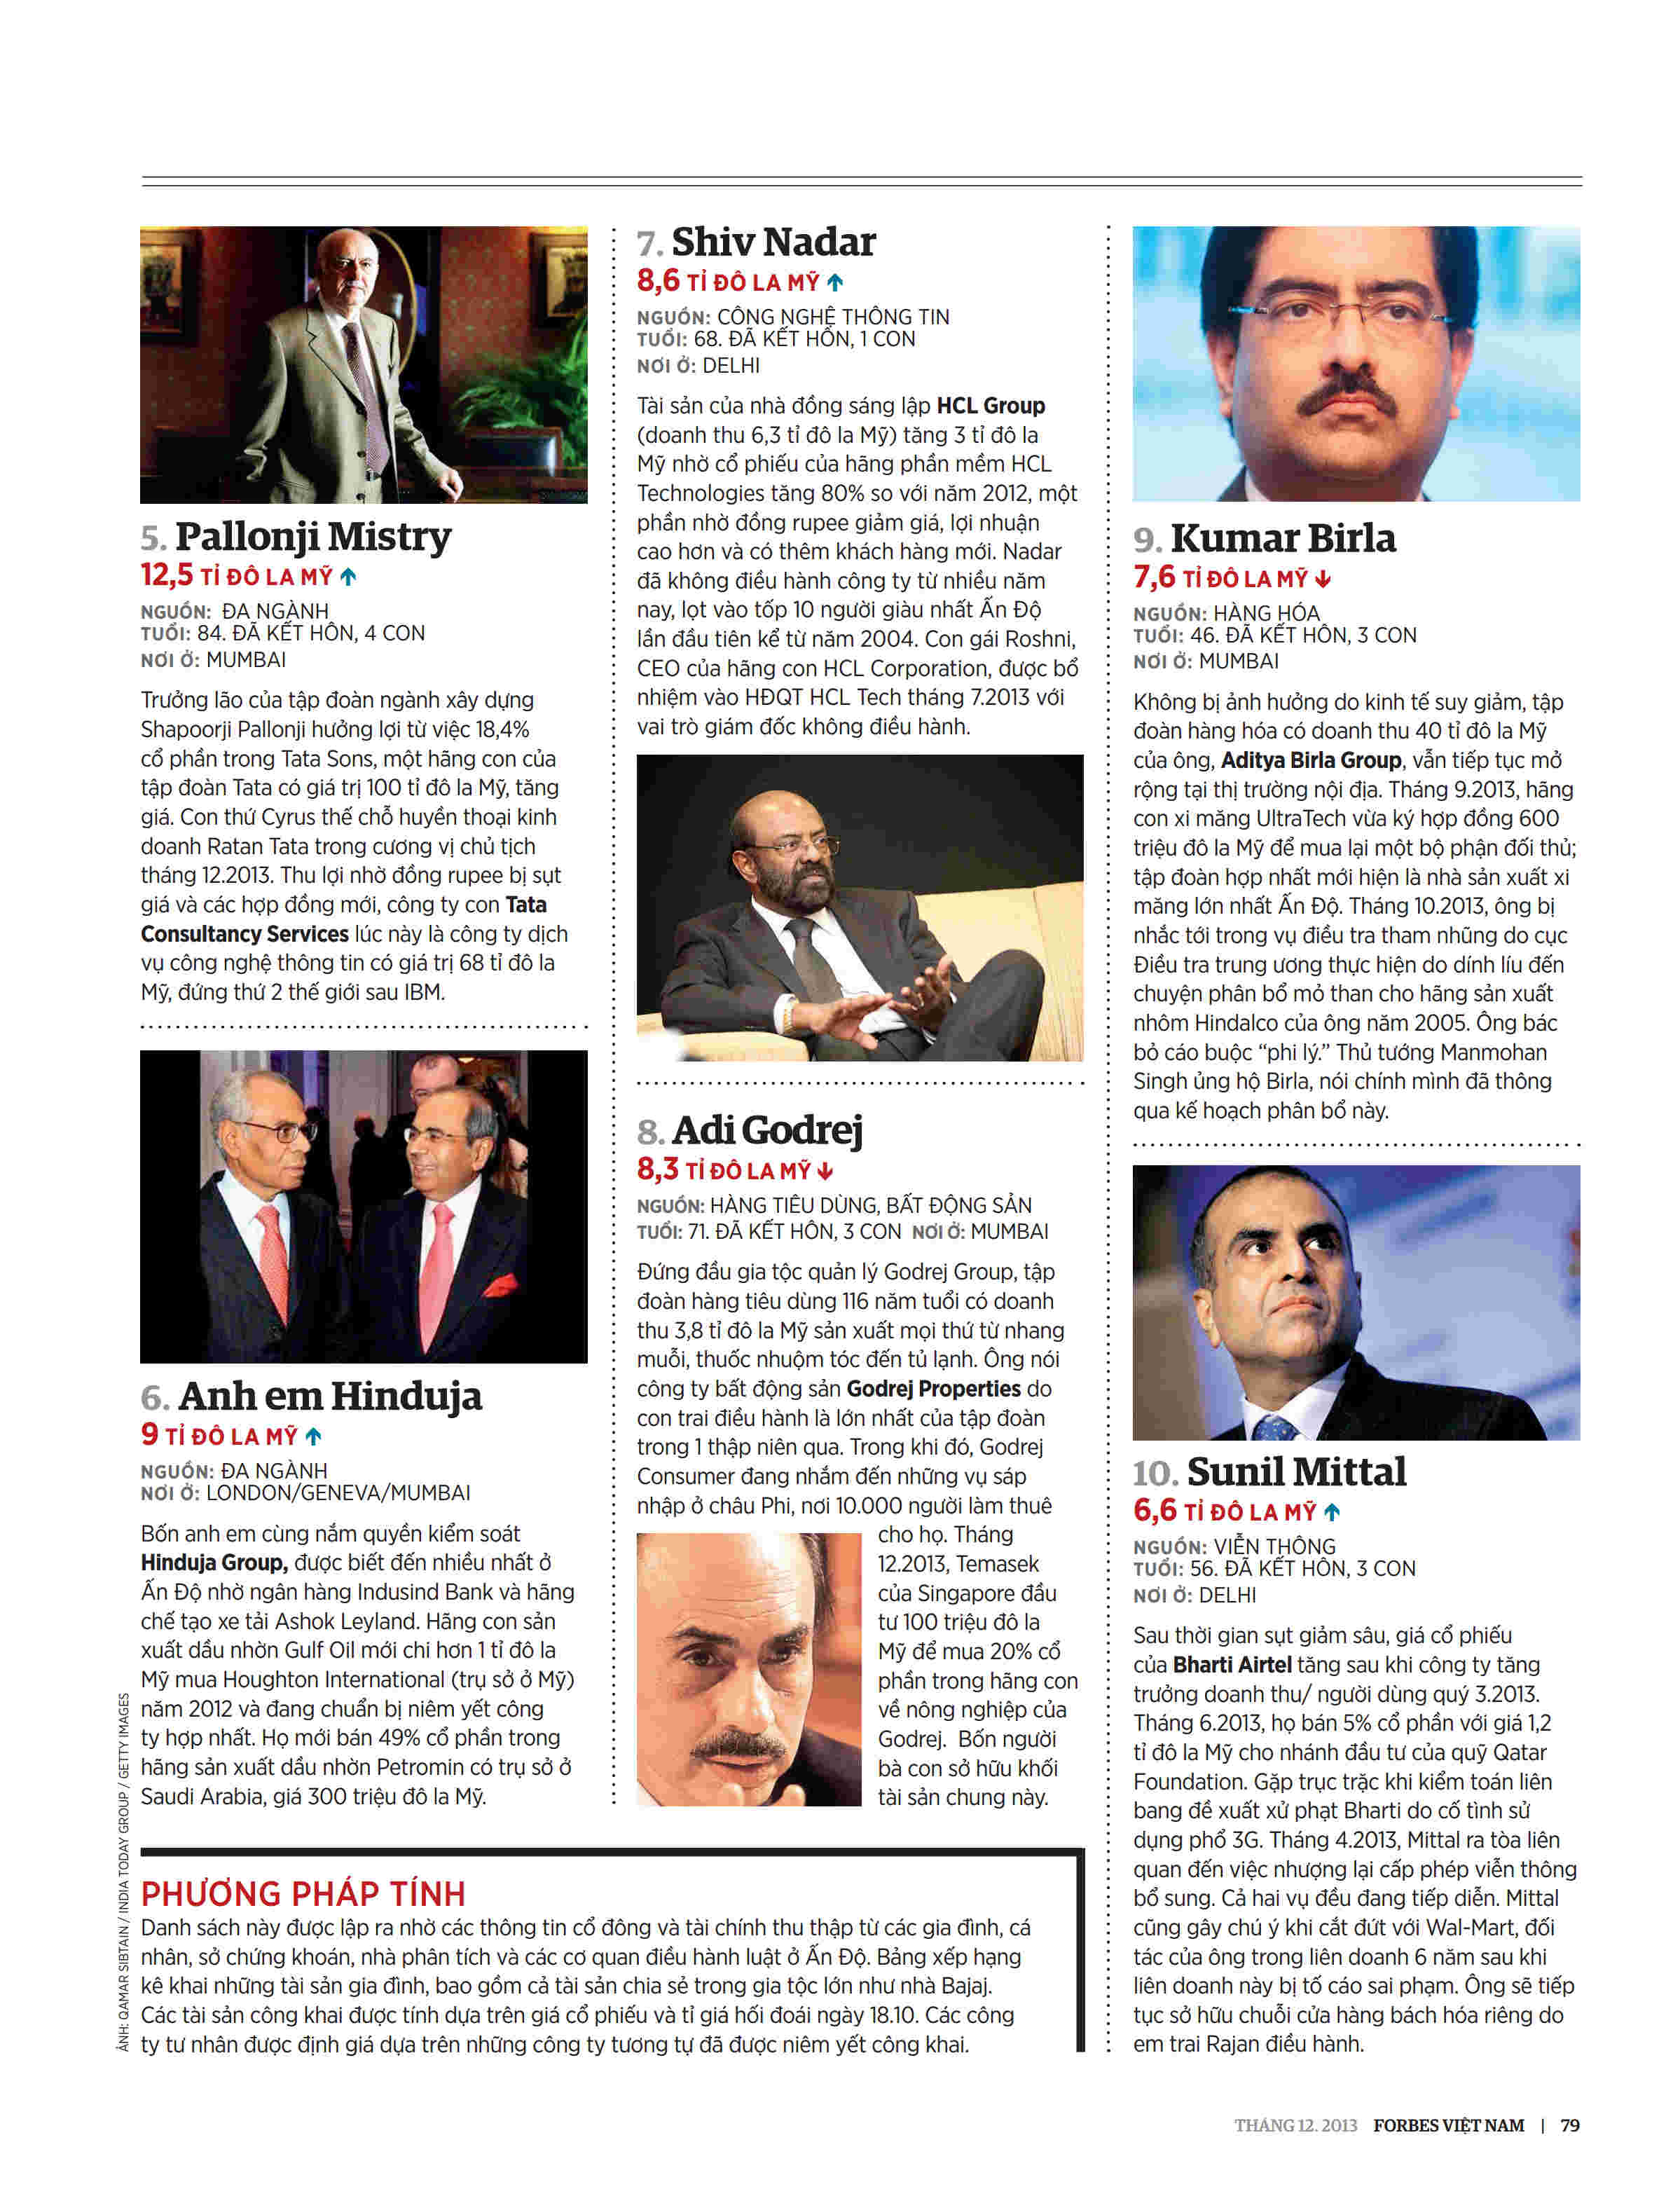 5. Pallonji Mistry
12,5 TỈ ĐÔ LA MỸ
NGUỒN: ĐA NGÀNH
TUỔI: 84. ĐÃ KẾT HÔN, 4 CON
NƠI Ở: MUMBAI
Trưởng lão của tập đoàn ngành xây dựng
Shapoorji Pallonji hưởng lợi từ việc 18,4%
cổ phần trong Tata Sons, một hãng con của
tập đoàn Tata có giá trị 100 tỉ đô la Mỹ, tăng
giá. Con thứ Cyrus thế chỗ huyền thoại kinh
doanh Ratan Tata trong cương vị chủ tịch
tháng 12.2013. Thu lợi nhờ đồng rupee bị sụt
giá và các hợp đồng mới, công ty con Tata
Consultancy Services lúc này là công ty dịch
vụ công nghệ thông tin có giá trị 68 tỉ đô la
Mỹ, đứng thứ 2 thế giới sau IBM.
6. Anh em Hinduja
9 TỈ ĐÔ LA MỸ
NGUỒN: ĐA NGÀNH
NƠI Ở: LONDON/GENEVA/MUMBAI
Bốn anh em cùng nắm quyền kiểm soát
Hinduja Group, được biết đến nhiều nhất ở
Ấn Độ nhờ ngân hàng Indusind Bank và hãng
chế tạo xe tải Ashok Leyland. Hãng con sản
xuất dầu nhờn Gulf Oil mới chi hơn 1 tỉ đô la
Mỹ mua Houghton International (trụ sở ở Mỹ)
năm 2012 và đang chuẩn bị niêm yết công
ty hợp nhất. Họ mới bán 49% cổ phần trong
hãng sản xuất dầu nhờn Petromin có trụ sở ở
Saudi Arabia, giá 300 triệu đô la Mỹ.
7. Shiv Nadar
8,6 TỈ ĐÔ LA MỸ
NGUỒN: CÔNG NGHỆ THÔNG TIN
TUỔI: 68. ĐÃ KẾT HÔN, 1 CON
NƠI Ở: DELHI
Tài sản của nhà đồng sáng lập HCL Group
(doanh thu 6,3 tỉ đô la Mỹ) tăng 3 tỉ đô la
Mỹ nhờ cổ phiếu của hãng phần mềm HCL
Technologies tăng 80% so với năm 2012, một
phần nhờ đồng rupee giảm giá, lợi nhuận
cao hơn và có thêm khách hàng mới. Nadar
đã không điều hành công ty từ nhiều năm
nay, lọt vào tốp 10 người giàu nhất Ấn Độ
lần đầu tiên kể từ năm 2004. Con gái Roshni,
CEO của hãng con HCL Corporation, được bổ
nhiệm vào HĐQT HCL Tech tháng 7.2013 với
vai trò giám đốc không điều hành.
8. Adi Godrej
8,3 TỈ ĐÔ LA MỸ
NGUỒN: HÀNG TIÊU DÙNG, BẤT ĐỘNG SẢN
TUỔI: 71. ĐÃ KẾT HÔN, 3 CON NƠI Ở: MUMBAI
Đứng đầu gia tộc quản lý Godrej Group, tập
đoàn hàng tiêu dùng 116 năm tuổi có doanh
thu 3,8 tỉ đô la Mỹ sản xuất mọi thứ từ nhang
muỗi, thuốc nhuộm tóc đến tủ lạnh. Ông nói
công ty bất động sản Godrej Properties do
con trai điều hành là lớn nhất của tập đoàn
trong 1 thập niên qua. Trong khi đó, Godrej
Consumer đang nhắm đến những vụ sáp
nhập ở châu Phi, nơi 10.000 người làm thuê
cho họ. Tháng
12.2013, Temasek
của Singapore đầu
tư 100 triệu đô la
Mỹ để mua 20% cổ
phần trong hãng con
về nông nghiệp của
Godrej. Bốn người
bà con sở hữu khối
tài sản chung này.
9. Kumar Birla
7,6 TỈ ĐÔ LA MỸ
NGUỒN: HÀNG HÓA
TUỔI: 46. ĐÃ KẾT HÔN, 3 CON
NƠI Ở: MUMBAI
Không bị ảnh hưởng do kinh tế suy giảm, tập
đoàn hàng hóa có doanh thu 40 tỉ đô la Mỹ
của ông, Aditya Birla Group, vẫn tiếp tục mở
rộng tại thị trường nội địa. Tháng 9.2013, hãng
con xi măng UltraTech vừa ký hợp đồng 600
triệu đô la Mỹ để mua lại một bộ phận đối thủ;
tập đoàn hợp nhất mới hiện là nhà sản xuất xi
măng lớn nhất Ấn Độ. Tháng 10.2013, ông bị
nhắc tới trong vụ điều tra tham nhũng do cục
Điều tra trung ương thực hiện do dính líu đến
chuyện phân bổ mỏ than cho hãng sản xuất
nhôm Hindalco của ông năm 2005. Ông bác
bỏ cáo buộc “phi lý.” Thủ tướng Manmohan
Singh ủng hộ Birla, nói chính mình đã thông
qua kế hoạch phân bổ này.
10. Sunil Mittal
6,6 TỈ ĐÔ LA MỸ
NGUỒN: VIỄN THÔNG
TUỔI: 56. ĐÃ KẾT HÔN, 3 CON
NƠI Ở: DELHI
Sau thời gian sụt giảm sâu, giá cổ phiếu
của Bharti Airtel tăng sau khi công ty tăng
trưởng doanh thu/ người dùng quý 3.2013.
Tháng 6.2013, họ bán 5% cổ phần với giá 1,2
tỉ đô la Mỹ cho nhánh đầu tư của quỹ Qatar
Foundation. Gặp trục trặc khi kiểm toán liên
bang đề xuất xử phạt Bharti do cố tình sử
dụng phổ 3G. Tháng 4.2013, Mittal ra tòa liên
quan đến việc nhượng lại cấp phép viễn thông
bổ sung. Cả hai vụ đều đang tiếp diễn. Mittal
cũng gây chú ý khi cắt đứt với Wal-Mart, đối
tác của ông trong liên doanh 6 năm sau khi
liên doanh này bị tố cáo sai phạm. Ông sẽ tiếp
tục sở hữu chuỗi cửa hàng bách hóa riêng do
em trai Rajan điều hành.
PHƯƠNG PHÁP TÍNH
Danh sách này được lập ra nhờ các thông tin cổ đông và tài chính thu thập từ các gia đình, cá
nhân, sở chứng khoán, nhà phân tích và các cơ quan điều hành luật ở Ấn Độ. Bảng xếp hạng
kê khai những tài sản gia đình, bao gồm cả tài sản chia sẻ trong gia tộc lớn như nhà Bajaj.
Các tài sản công khai được tính dựa trên giá cổ phiếu và tỉ giá hối đoái ngày 18.10. Các công
ty tư nhân được định giá dựa trên những công ty tương tự đã được niêm yết công khai.
ẢNH: QAMAR SIBTAIN / INDIA TODAY GROUP / GETTY IMAGES
THÁNG 12. 2013 FORBES VIỆT NAM | 79